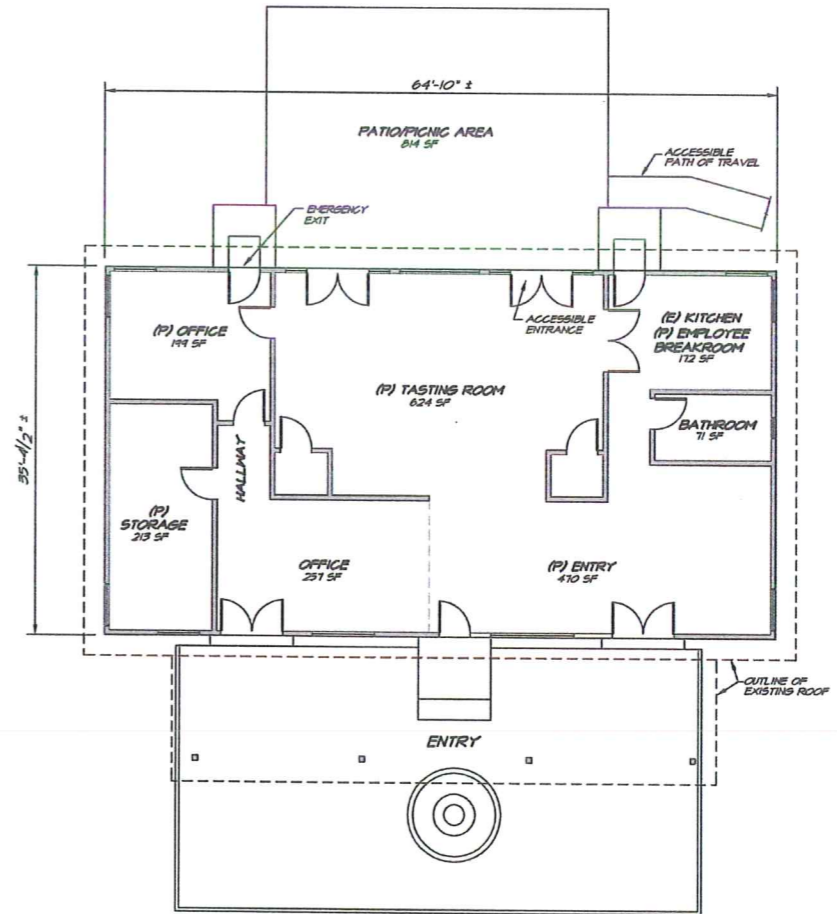 64'-10" ±
PATIO/PICNIC AREA
814 SF
ACCESSIBLE
PATH OF TRAVEL
EMERGENCY
EXIT
(P) OFFICE
199 SF
ACCESSIBLE
ENTRANCE
(E) KITCHEN
(P) EMPLOYEE
BREAKROOM
172 SF
(P) TASTING ROOM
624 SF
BATHROOM
71 SF
35'-4/2" ±
HALLWAY
(P)
STORAGE
213 SF
OFFICE
257 SF
(P) ENTRY
470 SF
OUTLINE OF
EXISTING ROOF
ENTRY